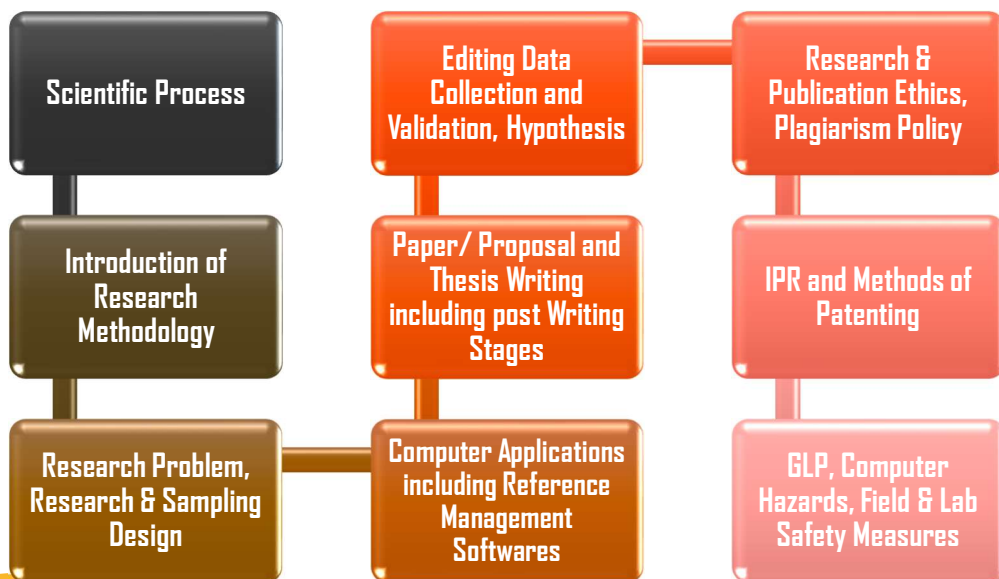 Scientific Process
Introduction of
Research
Methodology
Research Problem,
Research & Sampling
Design
Computer Applications
including Reference
Management
Softwares
Paper/ Proposal and
Thesis Writing
including post Writing
Stages
Editing Data
Collection and
Validation, Hypothesis
Research &
Publication Ethics,
Plagiarism Policy
IPR and Methods of
Patenting
GLP, Computer
Hazards, Field & Lab
Safety Measures